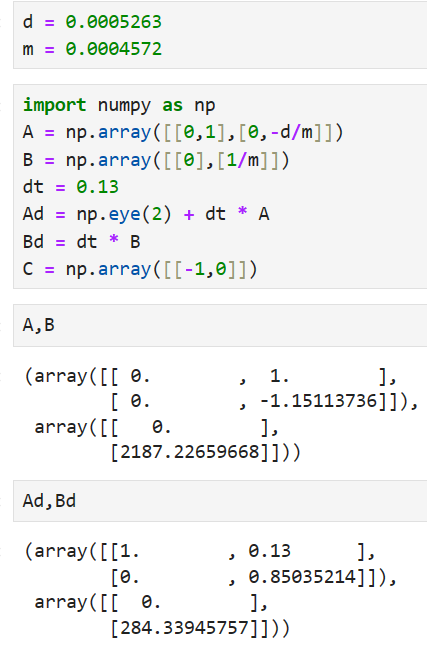 d = 0.0005263
m = 0.0004572
import numpy as np
A = np.array([[0,1],[0,-d/m]])
B = np.array([[0],[1/m]])
dt = 0.13
Ad = np.eye(2) + dt * A
Bd = dt * B
C = np.array([[-1,0]])
A,B
(array([[ 0.        ,  1.        ],
        [ 0.        , -1.15113736]]),
 array([[   0.        ],
        [2187.22659668]]))
Ad,Bd
(array([[1.        , 0.13      ],
        [0.        , 0.85035214]]),
 array([[  0.        ],
        [284.33945757]]))